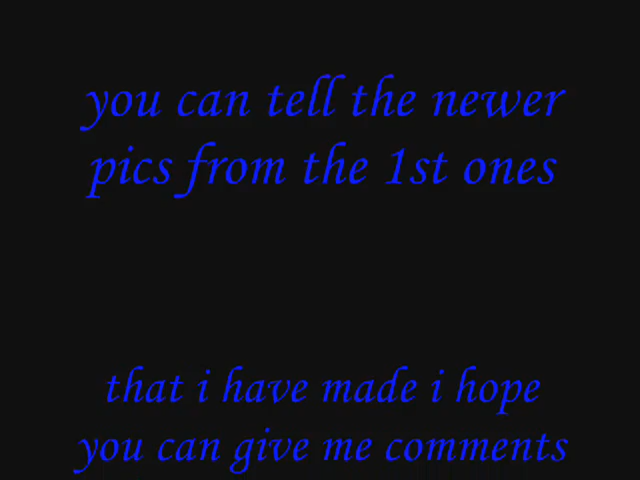 you can tell the newer
pics from the 1st ones
that i have made i hope
you can give me comments